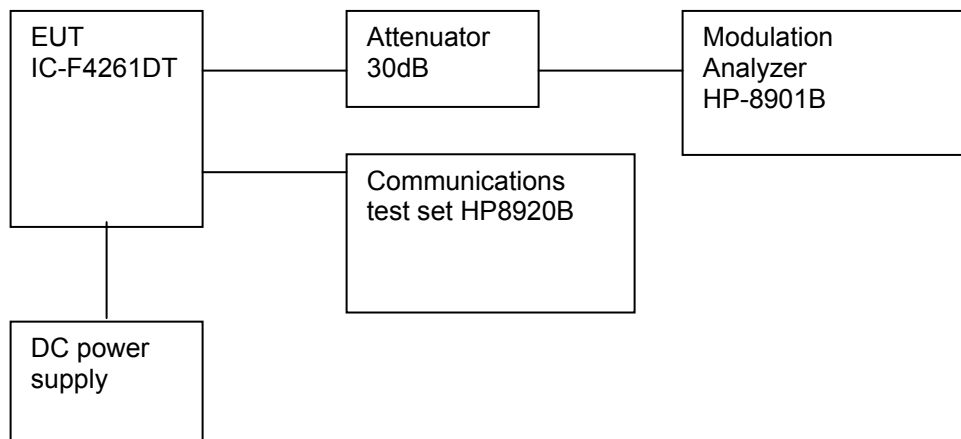 EUT
IC-F4261DT
Attenuator
30dB
Modulation
Analyzer
HP-8901B
Communications
test set HP8920B
DC power
supply